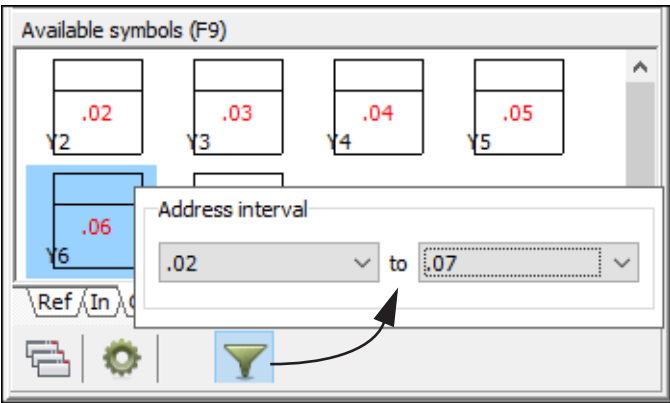 Available symbols (F9)
.02 .03 .04 .05
Y2 Y3 Y4 Y5
.06
Y6
Address interval
.02 to .07
Ref In